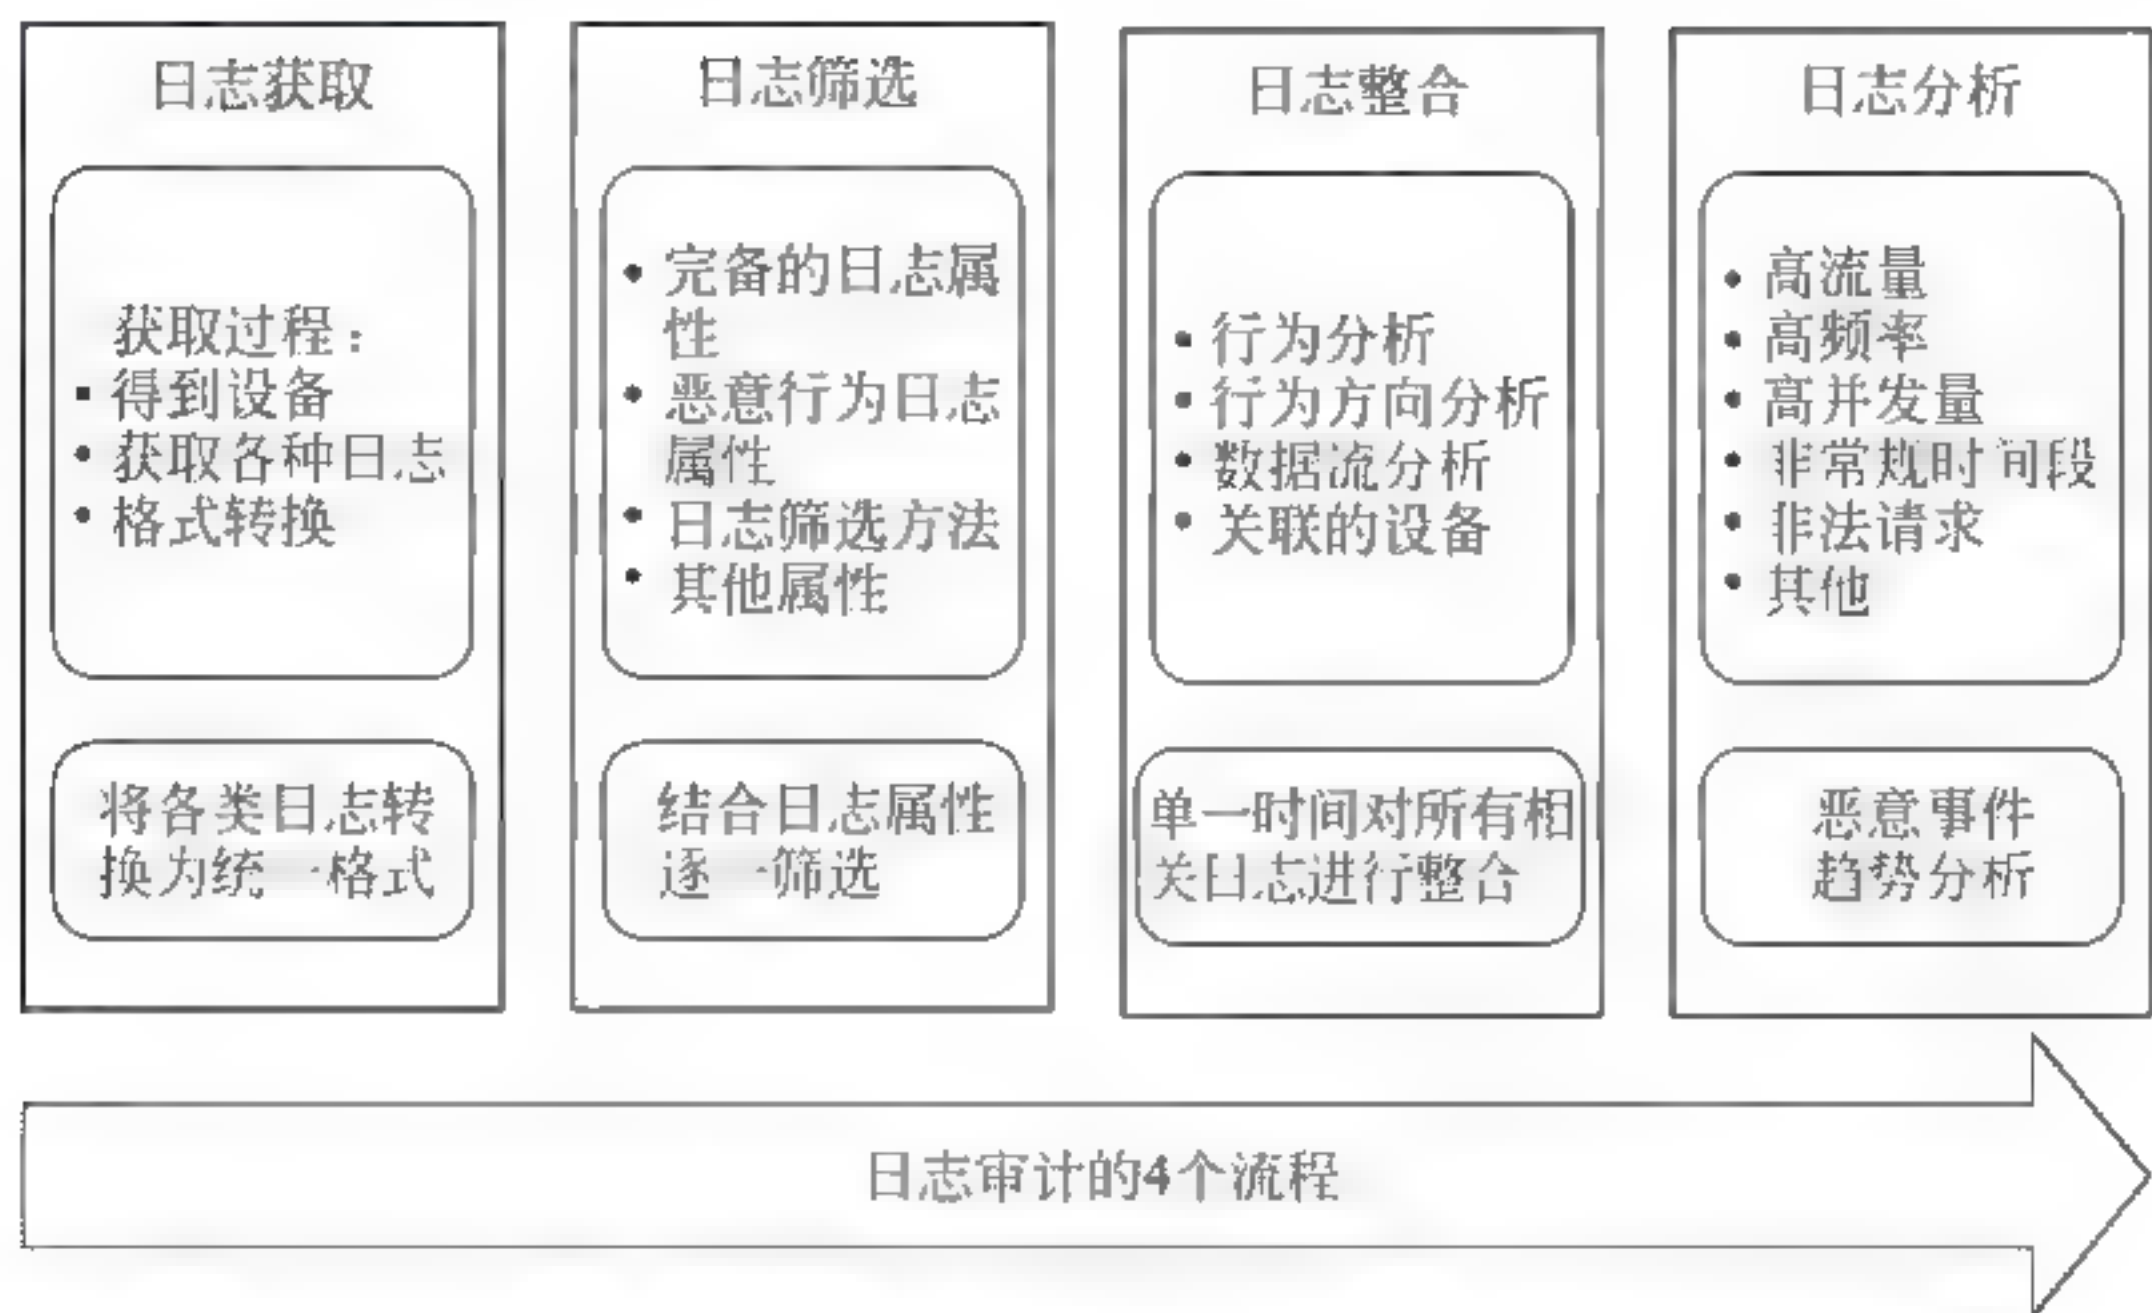 日志获取
获取过程：
• 得到设备
• 获取各种日志
• 格式转换
将各类日志转
换为统一格式
日志筛选
• 完备的日志属
性
• 恶意行为日志
属性
• 日志筛选方法
• 其他属性
结合日志属性
逐一筛选
日志整合
• 行为分析
• 行为方向分析
• 数据流分析
• 关联的设备
单一时间对所有相
关日志进行整合
日志分析
• 高流量
• 高频率
• 高并发量
• 非常规时间段
• 非法请求
• 其他
恶意事件
趋势分析
日志审计的4个流程